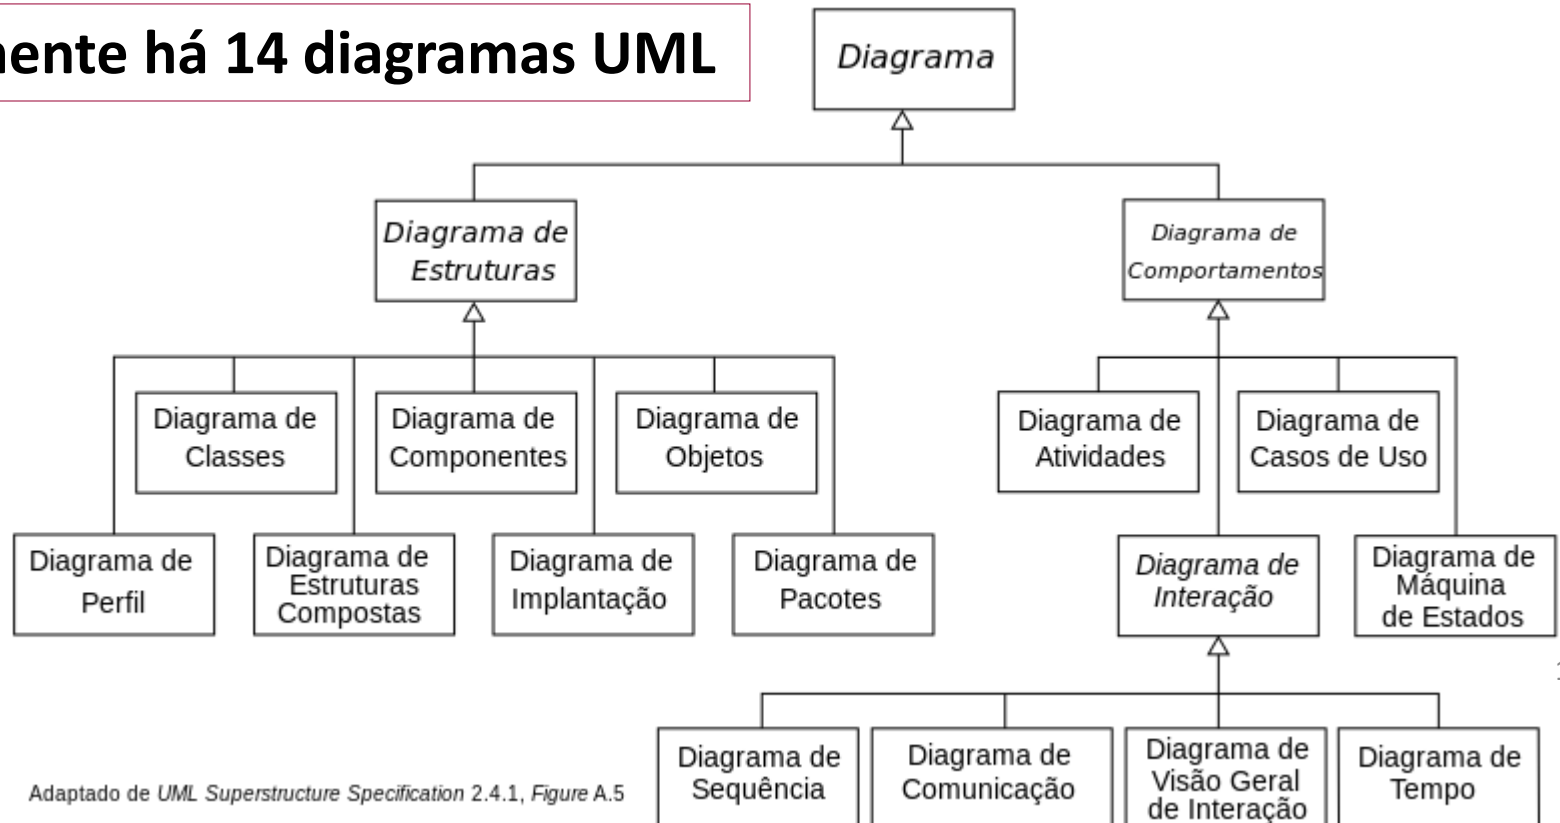 há 14 diagramas UML
Diagrama
Diagrama de
Estruturas
Diagrama de
Comportamentos
Diagrama de
Classes
Diagrama de
Componentes
Diagrama de
Objetos
Diagrama de
Atividades
Diagrama de
Casos de Uso
Diagrama de
Perfil
Diagrama de
Estruturas
Compostas
Diagrama de
Implantação
Diagrama de
Pacotes
Diagrama de
Interação
Diagrama de
Máquina
de Estados
Diagrama de
Sequência
Diagrama de
Comunicação
Diagrama de
Visão Geral
de Interação
Diagrama de
Tempo
Adaptado de UML Superstructure Specification 2.4.1, Figure A.5